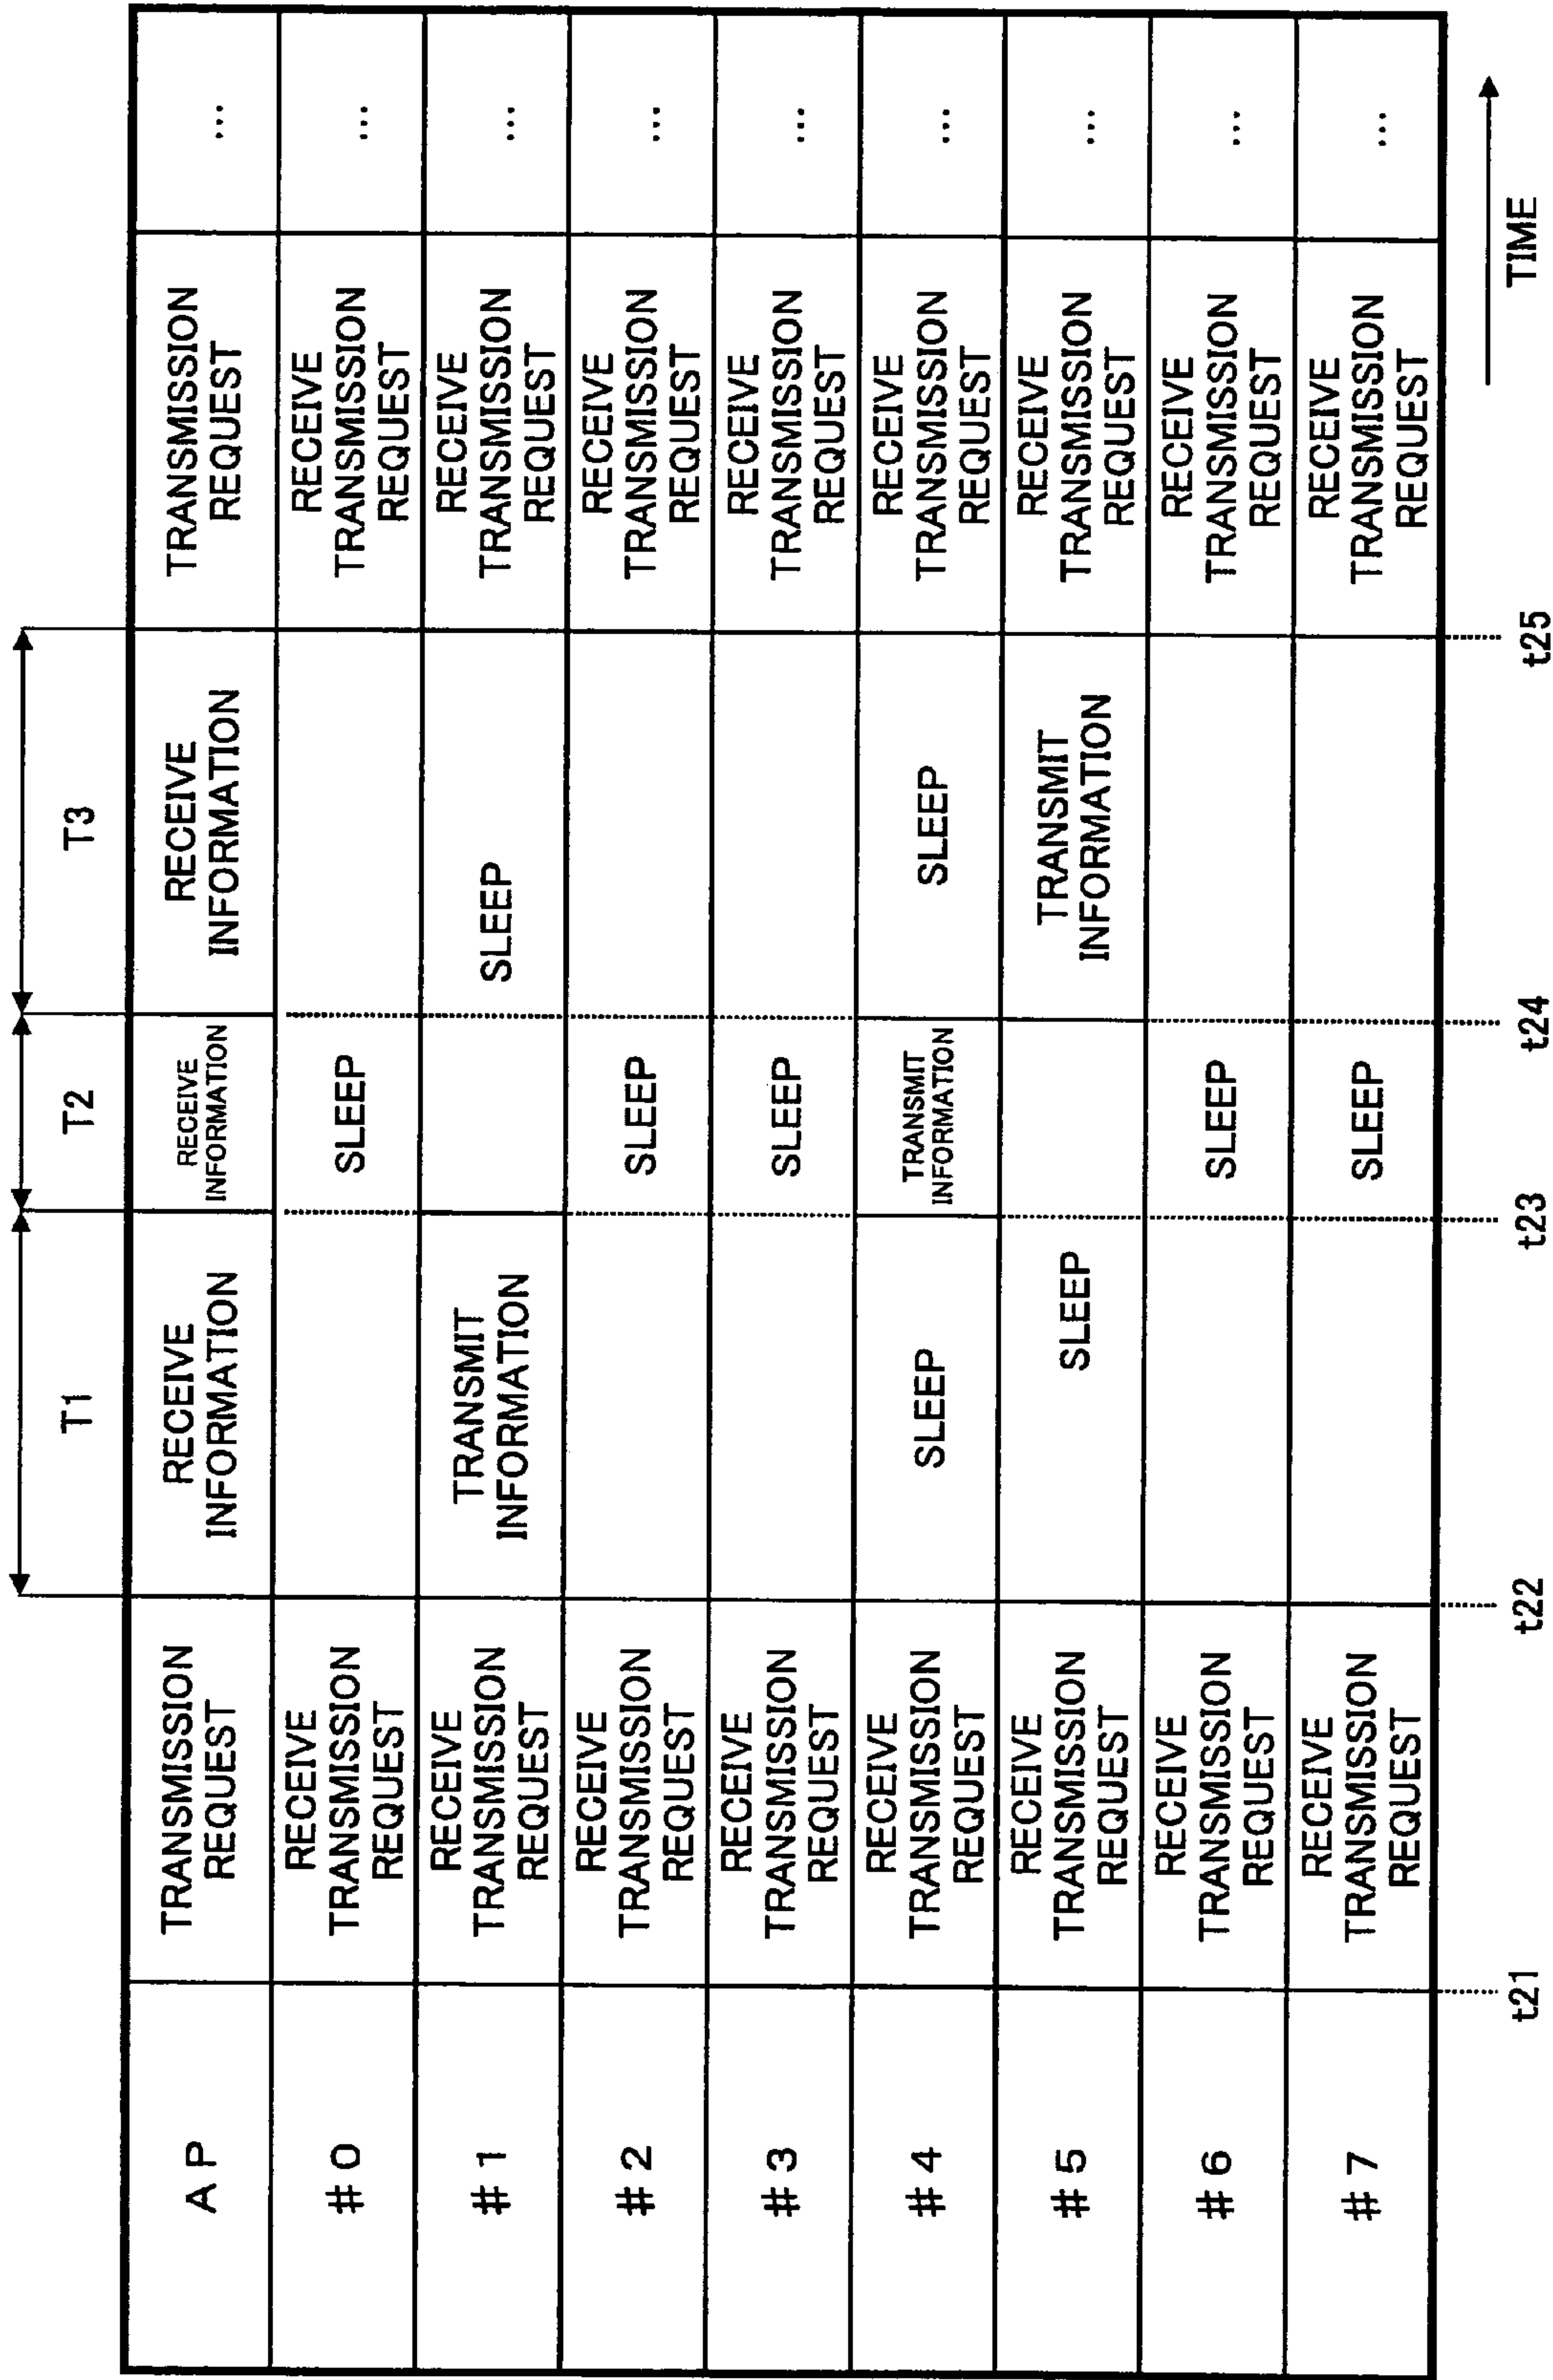 T1
T2
T3
A P
TRANSMISSION
REQUEST
RECEIVE
INFORMATION
RECEIVE
INFORMATION
RECEIVE
INFORMATION
TRANSMISSION
REQUEST
...
# 0
RECEIVE
TRANSMISSION
REQUEST
SLEEP
RECEIVE
TRANSMISSION
REQUEST
...
# 1
RECEIVE
TRANSMISSION
REQUEST
TRANSMIT
INFORMATION
SLEEP
RECEIVE
TRANSMISSION
REQUEST
...
# 2
RECEIVE
TRANSMISSION
REQUEST
SLEEP
RECEIVE
TRANSMISSION
REQUEST
...
# 3
RECEIVE
TRANSMISSION
REQUEST
SLEEP
RECEIVE
TRANSMISSION
REQUEST
...
# 4
RECEIVE
TRANSMISSION
REQUEST
SLEEP
TRANSMIT
INFORMATION
SLEEP
RECEIVE
TRANSMISSION
REQUEST
...
# 5
RECEIVE
TRANSMISSION
REQUEST
SLEEP
TRANSMIT
INFORMATION
RECEIVE
TRANSMISSION
REQUEST
...
# 6
RECEIVE
TRANSMISSION
REQUEST
SLEEP
RECEIVE
TRANSMISSION
REQUEST
...
# 7
RECEIVE
TRANSMISSION
REQUEST
SLEEP
RECEIVE
TRANSMISSION
REQUEST
...
t21
t22
t23
t24
t25
TIME